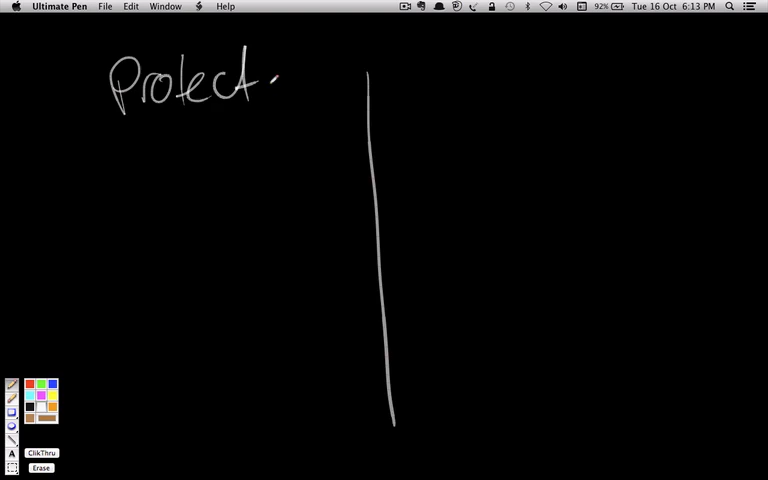 Ultimate Pen File Edit Window Help 92% Tue 16 Oct 6:13 PM
Protect.
A
ClikThru
Erase